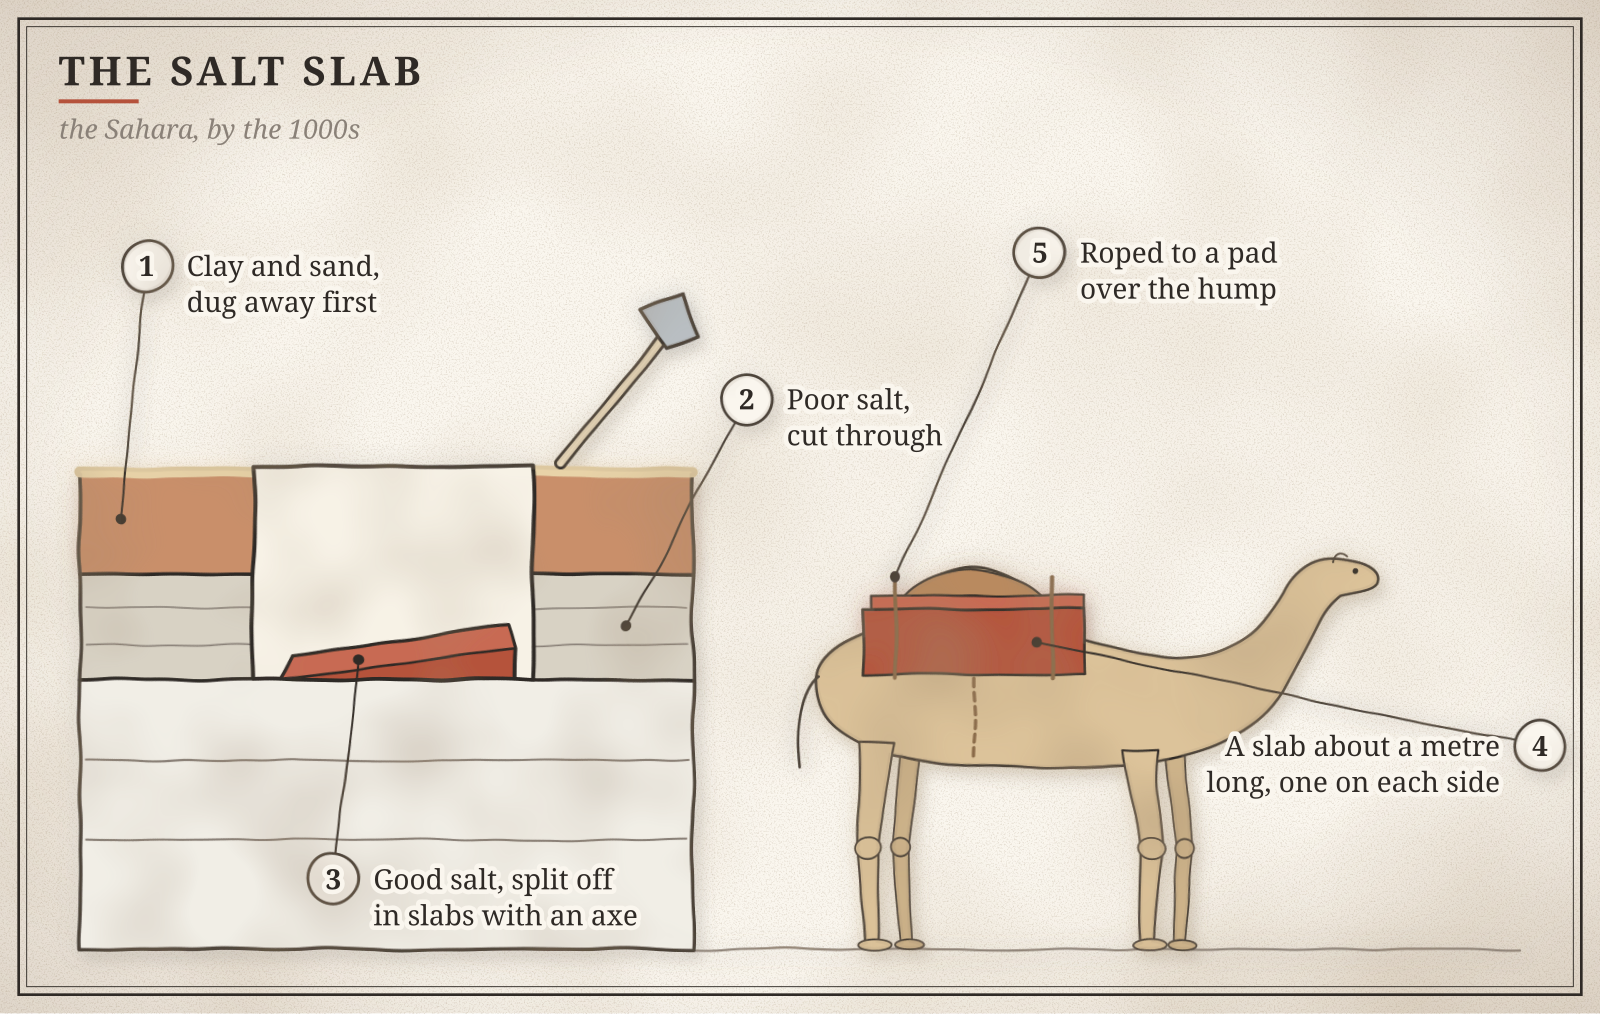 THE SALT SLAB
the Sahara, by the 1000s
1
Clay and sand,
dug away first
2
Poor salt,
cut through
3
Good salt, split off
in slabs with an axe
4
A slab about a metre
long, one on each side
5
Roped to a pad
over the hump